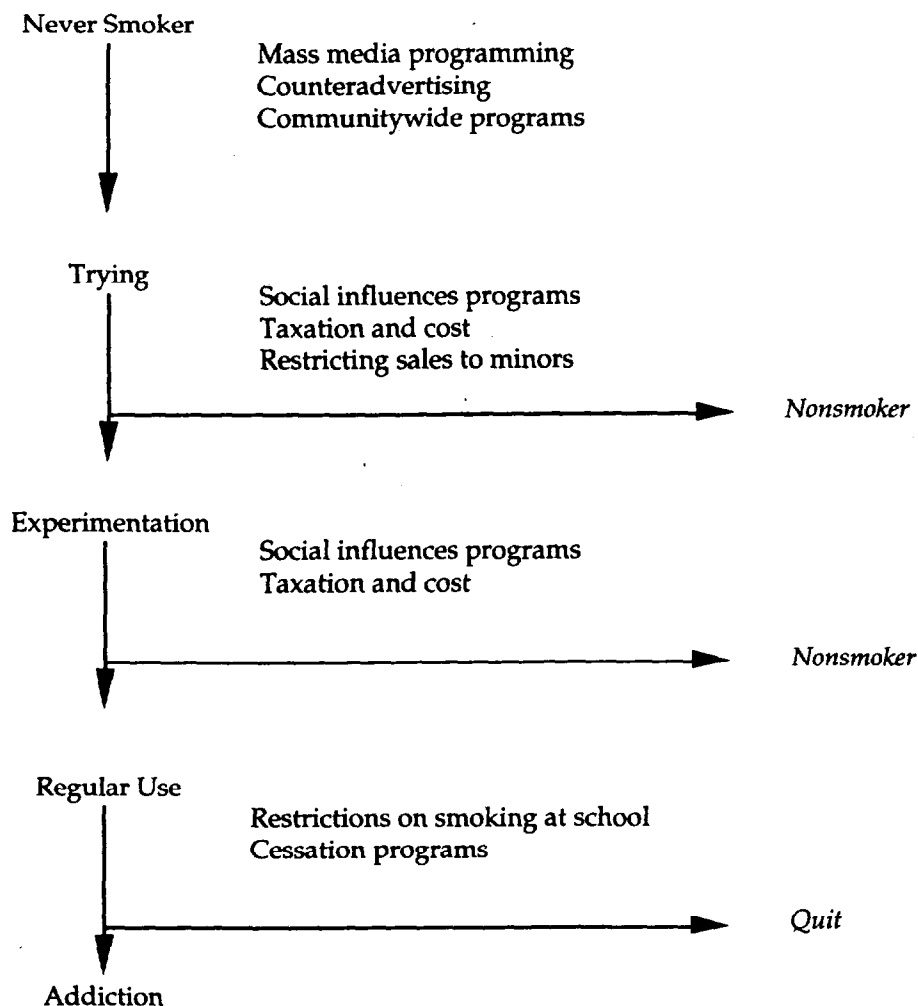 Never Smoker
Mass media programming
Counteradvertising
Communitywide programs
Trying
Social influences programs
Taxation and cost
Restricting sales to minors
Nonsmoker
Experimentation
Social influences programs
Taxation and cost
Nonsmoker
Regular Use
Restrictions on smoking at school
Cessation programs
Quit
Addiction